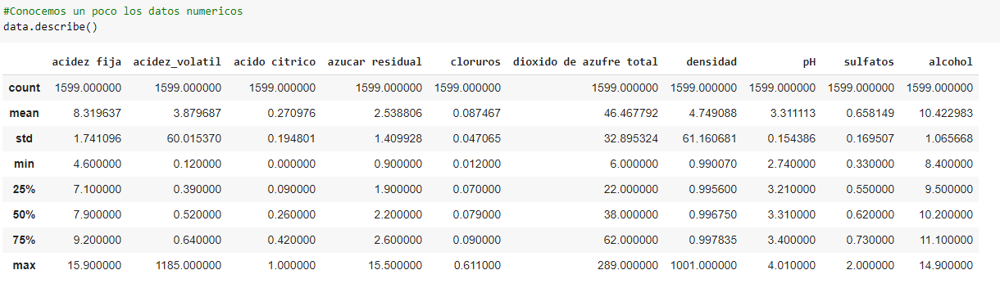 #Conocemos un poco los datos numericos
data.describe()
acidez fija acidez_volatil acido citrico azucar residual cloruros dioxido de azufre total densidad pH sulfatos alcohol
count 1599.000000 1599.000000 1599.000000 1599.000000 1599.000000 1599.000000 1599.000000 1599.000000 1599.000000 1599.000000
mean 8.319637 3.879687 0.270976 2.538806 0.087467 46.467792 4.749088 3.311113 0.658149 10.422983
std 1.741096 60.015370 0.194801 1.409928 0.047065 32.895324 61.160681 0.154386 0.169507 1.065668
min 4.600000 0.120000 0.000000 0.900000 0.012000 6.000000 0.990070 2.740000 0.330000 8.400000
25% 7.100000 0.390000 0.090000 1.900000 0.070000 22.000000 0.995600 3.210000 0.550000 9.500000
50% 7.900000 0.520000 0.260000 2.200000 0.079000 38.000000 0.996750 3.310000 0.620000 10.200000
75% 9.200000 0.640000 0.420000 2.600000 0.090000 62.000000 0.997835 3.400000 0.730000 11.100000
max 15.900000 1185.000000 1.000000 15.500000 0.611000 289.000000 1001.000000 4.010000 2.000000 14.900000